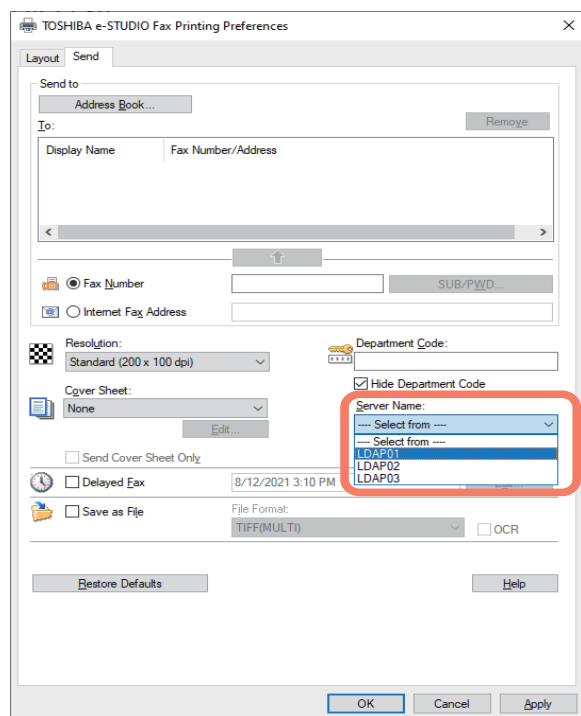 TOSHIBA e-STUDIO Fax Printing Preferences
Layout Send
Send to
Address Book...
To:
Remove
Display Name Fax Number/Address
Fax Number
SUB/PWD...
Internet Fax Address
Resolution:
Standard (200 x 100 dpi)
Department Code:
Hide Department Code
Cover Sheet:
None
Edit...
Server Name:
---- Select from ----
---- Select from ----
LDAP01
LDAP02
LDAP03
Send Cover Sheet Only
Delayed Fax
8/12/2021 3:10 PM
Save as File
File Format:
TIFF(MULTI)
OCR
Restore Defaults
Help
OK Cancel Apply